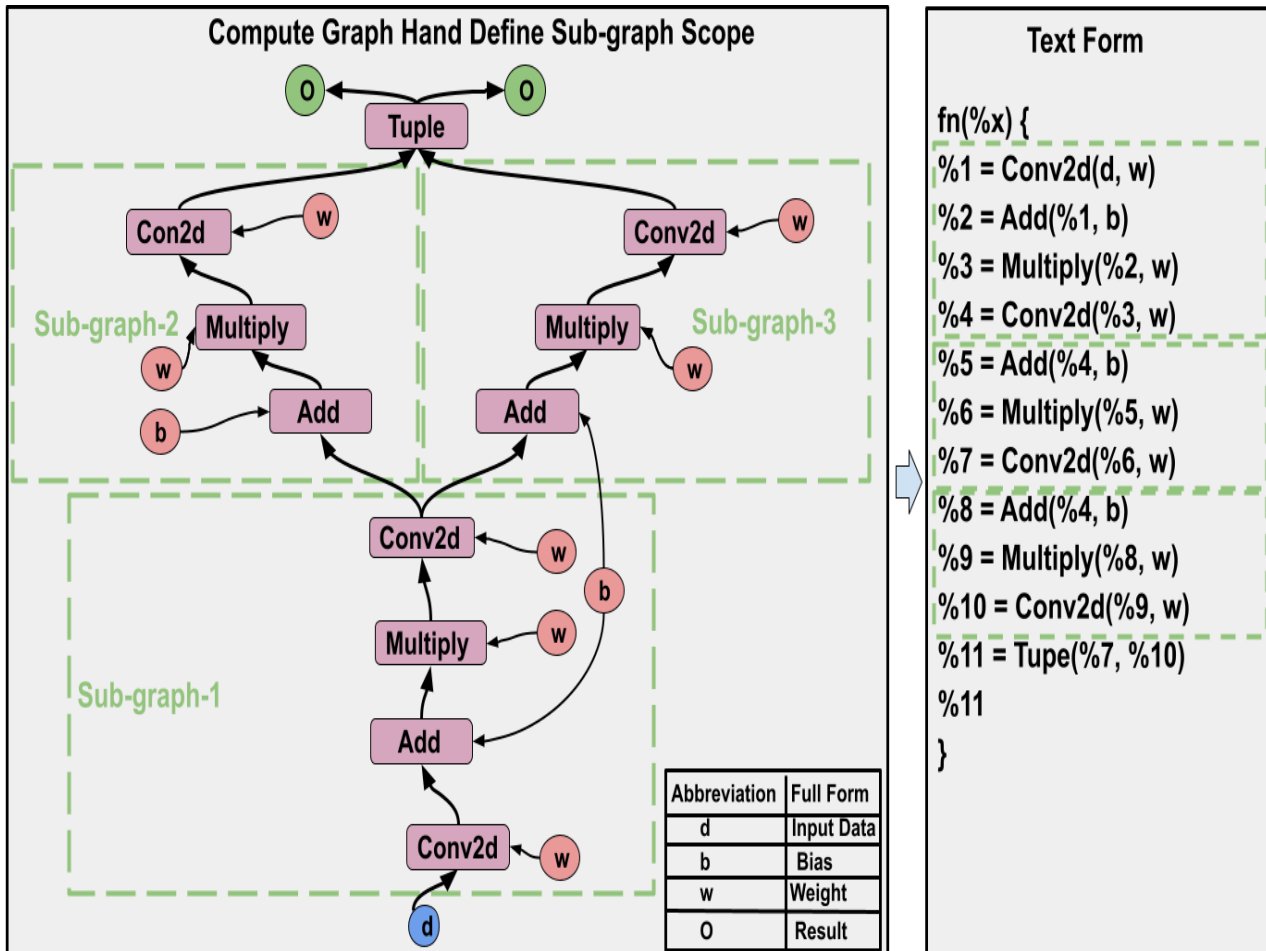 Compute Graph Hand Define Sub-graph Scope
O
O
Tuple
Con2d
w
Conv2d
w
Sub-graph-2
Multiply
Multiply
Sub-graph-3
w
w
Add
Add
b
Conv2d
w
b
Multiply
w
Sub-graph-1
Add
Conv2d
w
d
Abbreviation Full Form
d Input Data
b Bias
w Weight
O Result
Text Form
fn(%x) {
%1 = Conv2d(d, w)
%2 = Add(%1, b)
%3 = Multiply(%2, w)
%4 = Conv2d(%3, w)
%5 = Add(%4, b)
%6 = Multiply(%5, w)
%7 = Conv2d(%6, w)
%8 = Add(%4, b)
%9 = Multiply(%8, w)
%10 = Conv2d(%9, w)
%11 = Tupe(%7, %10)
%11
}